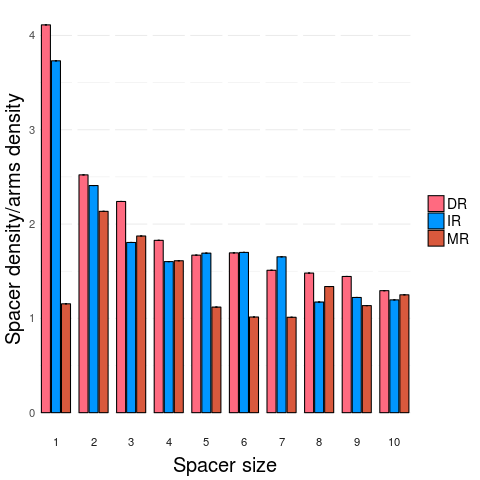 Spacer density/arms density
4
3
2
1
0
1 2 3 4 5 6 7 8 9 10
Spacer size
DR
IR
MR